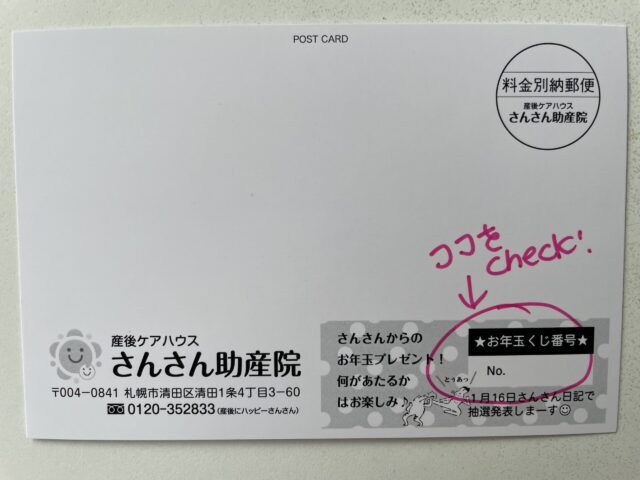 POST CARD
料金別納郵便
産後ケアハウス
さんさん助産院
ココを
check!
産後ケアハウス
さんさん助産院
〒004-0841 札幌市清田区清田1条4丁目3-60
0120-352833(産後にハッピーさんさん)
さんさんからの
お年玉プレゼント!
何があたるか
はお楽しみ♪
とぅあっ
★お年玉くじ番号★
No.
1月16日さんさん日記で
抽選発表しまーす☺